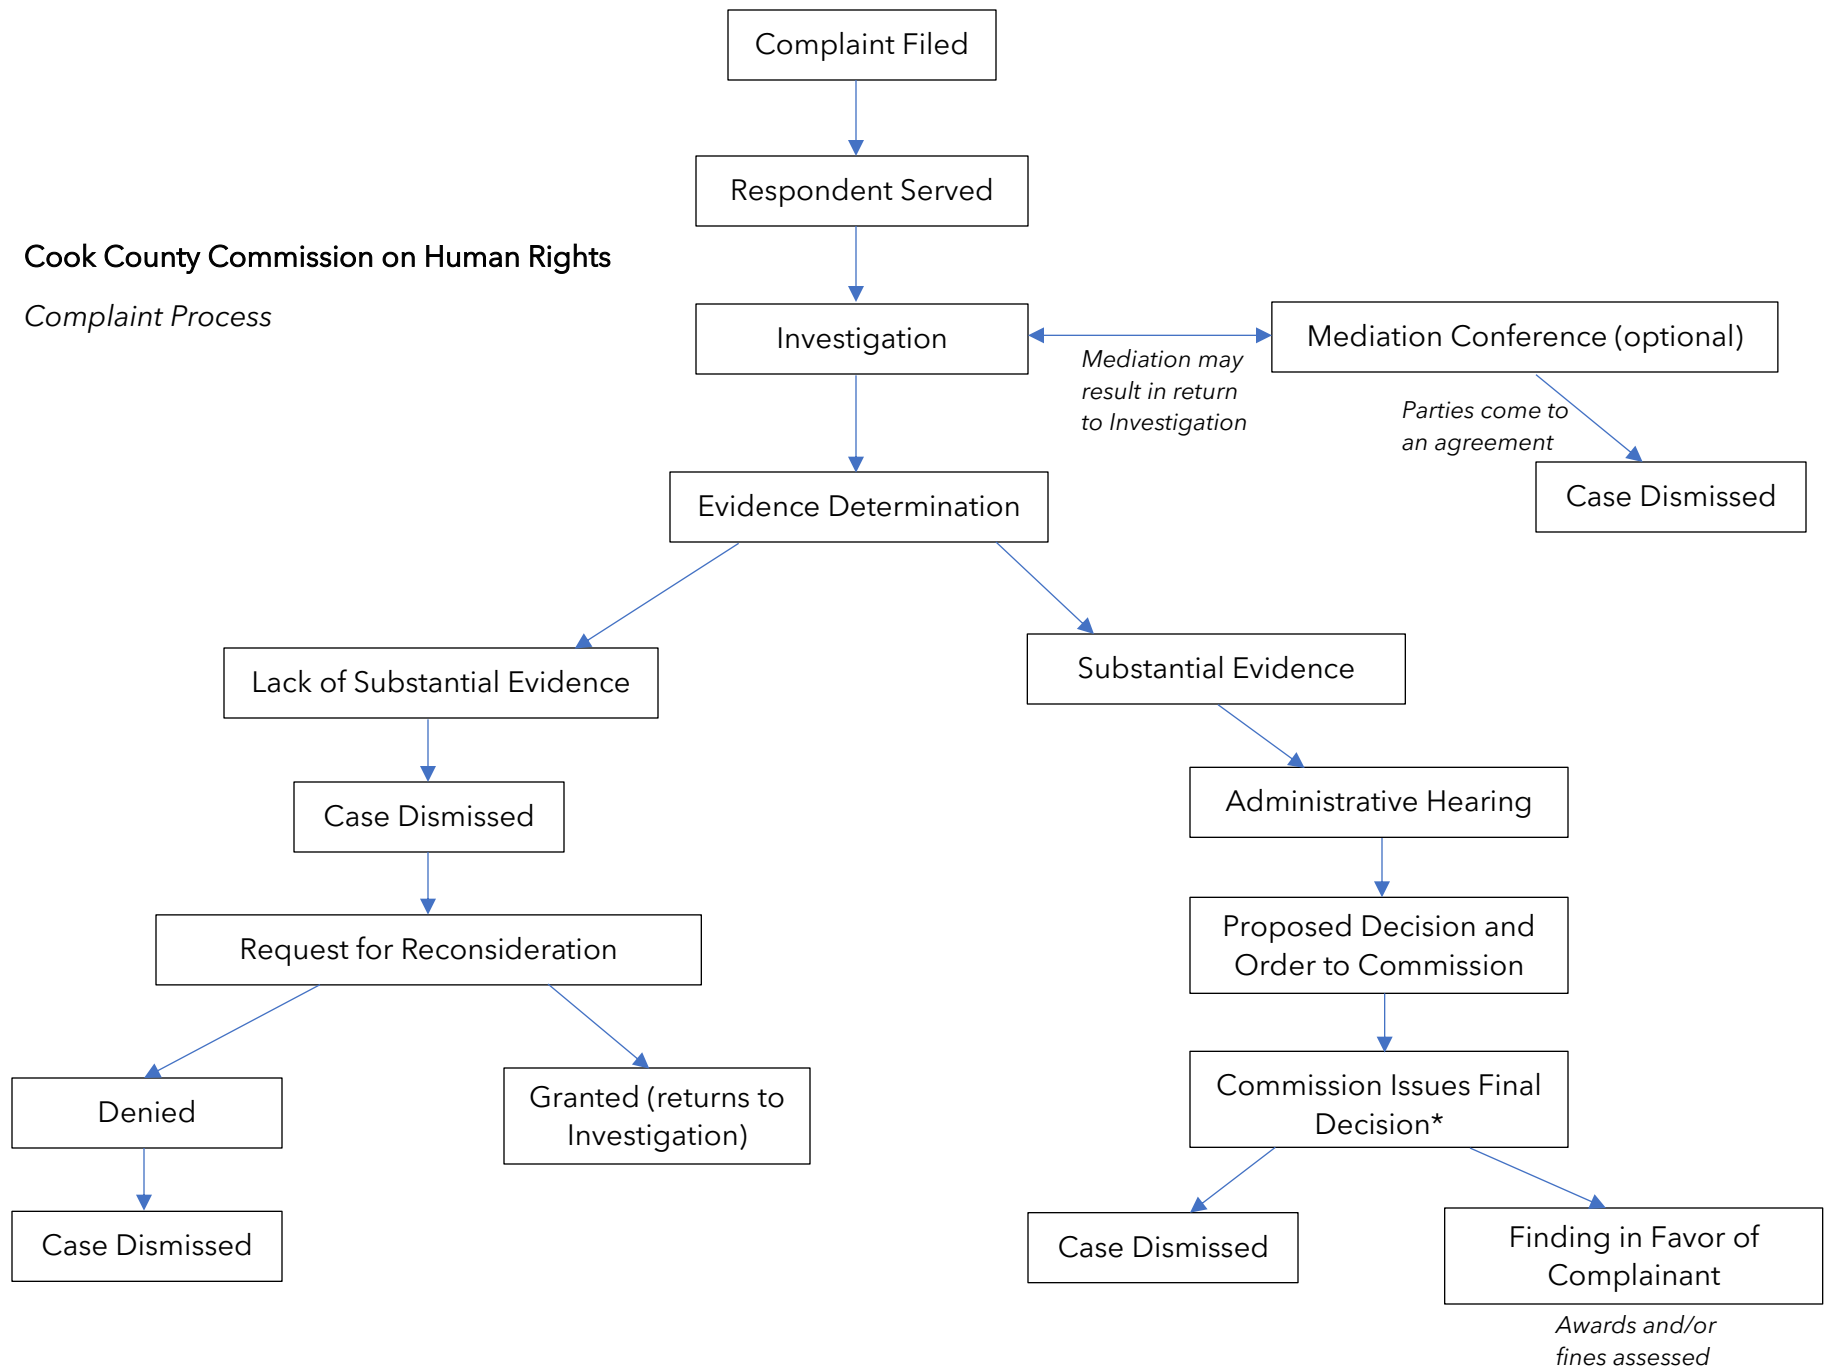 Complaint Filed
Respondent Served
Cook County Commission on Human Rights
Complaint Process
Investigation
Mediation Conference (optional)
Mediation may
result in return
to Investigation
Parties come to
an agreement
Case Dismissed
Evidence Determination
Lack of Substantial Evidence
Substantial Evidence
Case Dismissed
Administrative Hearing
Request for Reconsideration
Proposed Decision and
Order to Commission
Denied
Granted (returns to
Investigation)
Commission Issues Final
Decision*
Case Dismissed
Case Dismissed
Finding in Favor of
Complainant
Awards and/or
fines assessed